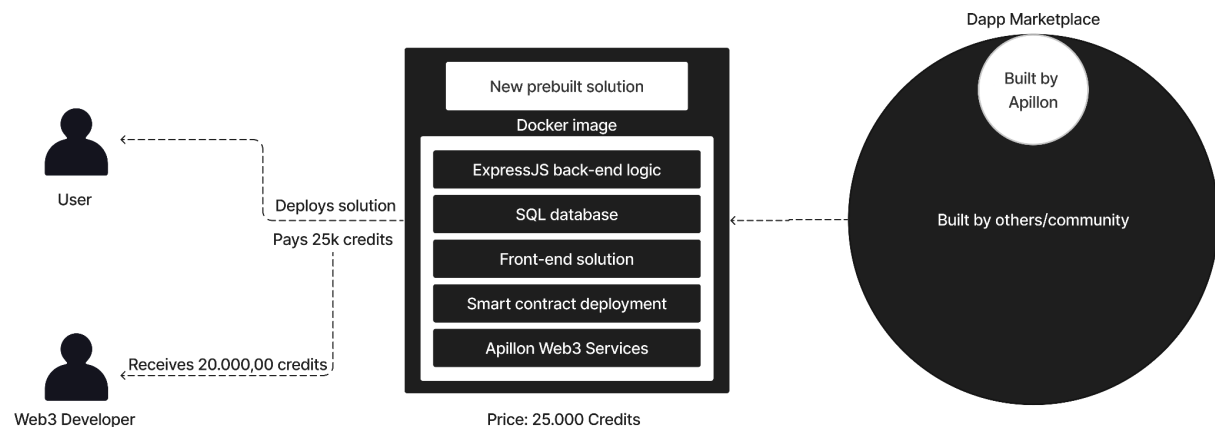 Dapp Marketplace
Built by
Apillon
Built by others/community
New prebuilt solution
Docker image
ExpressJS back-end logic
SQL database
Front-end solution
Smart contract deployment
Apillon Web3 Services
Price: 25.000 Credits
User
Deploys solution
Pays 25k credits
Receives 20.000,00 credits
Web3 Developer